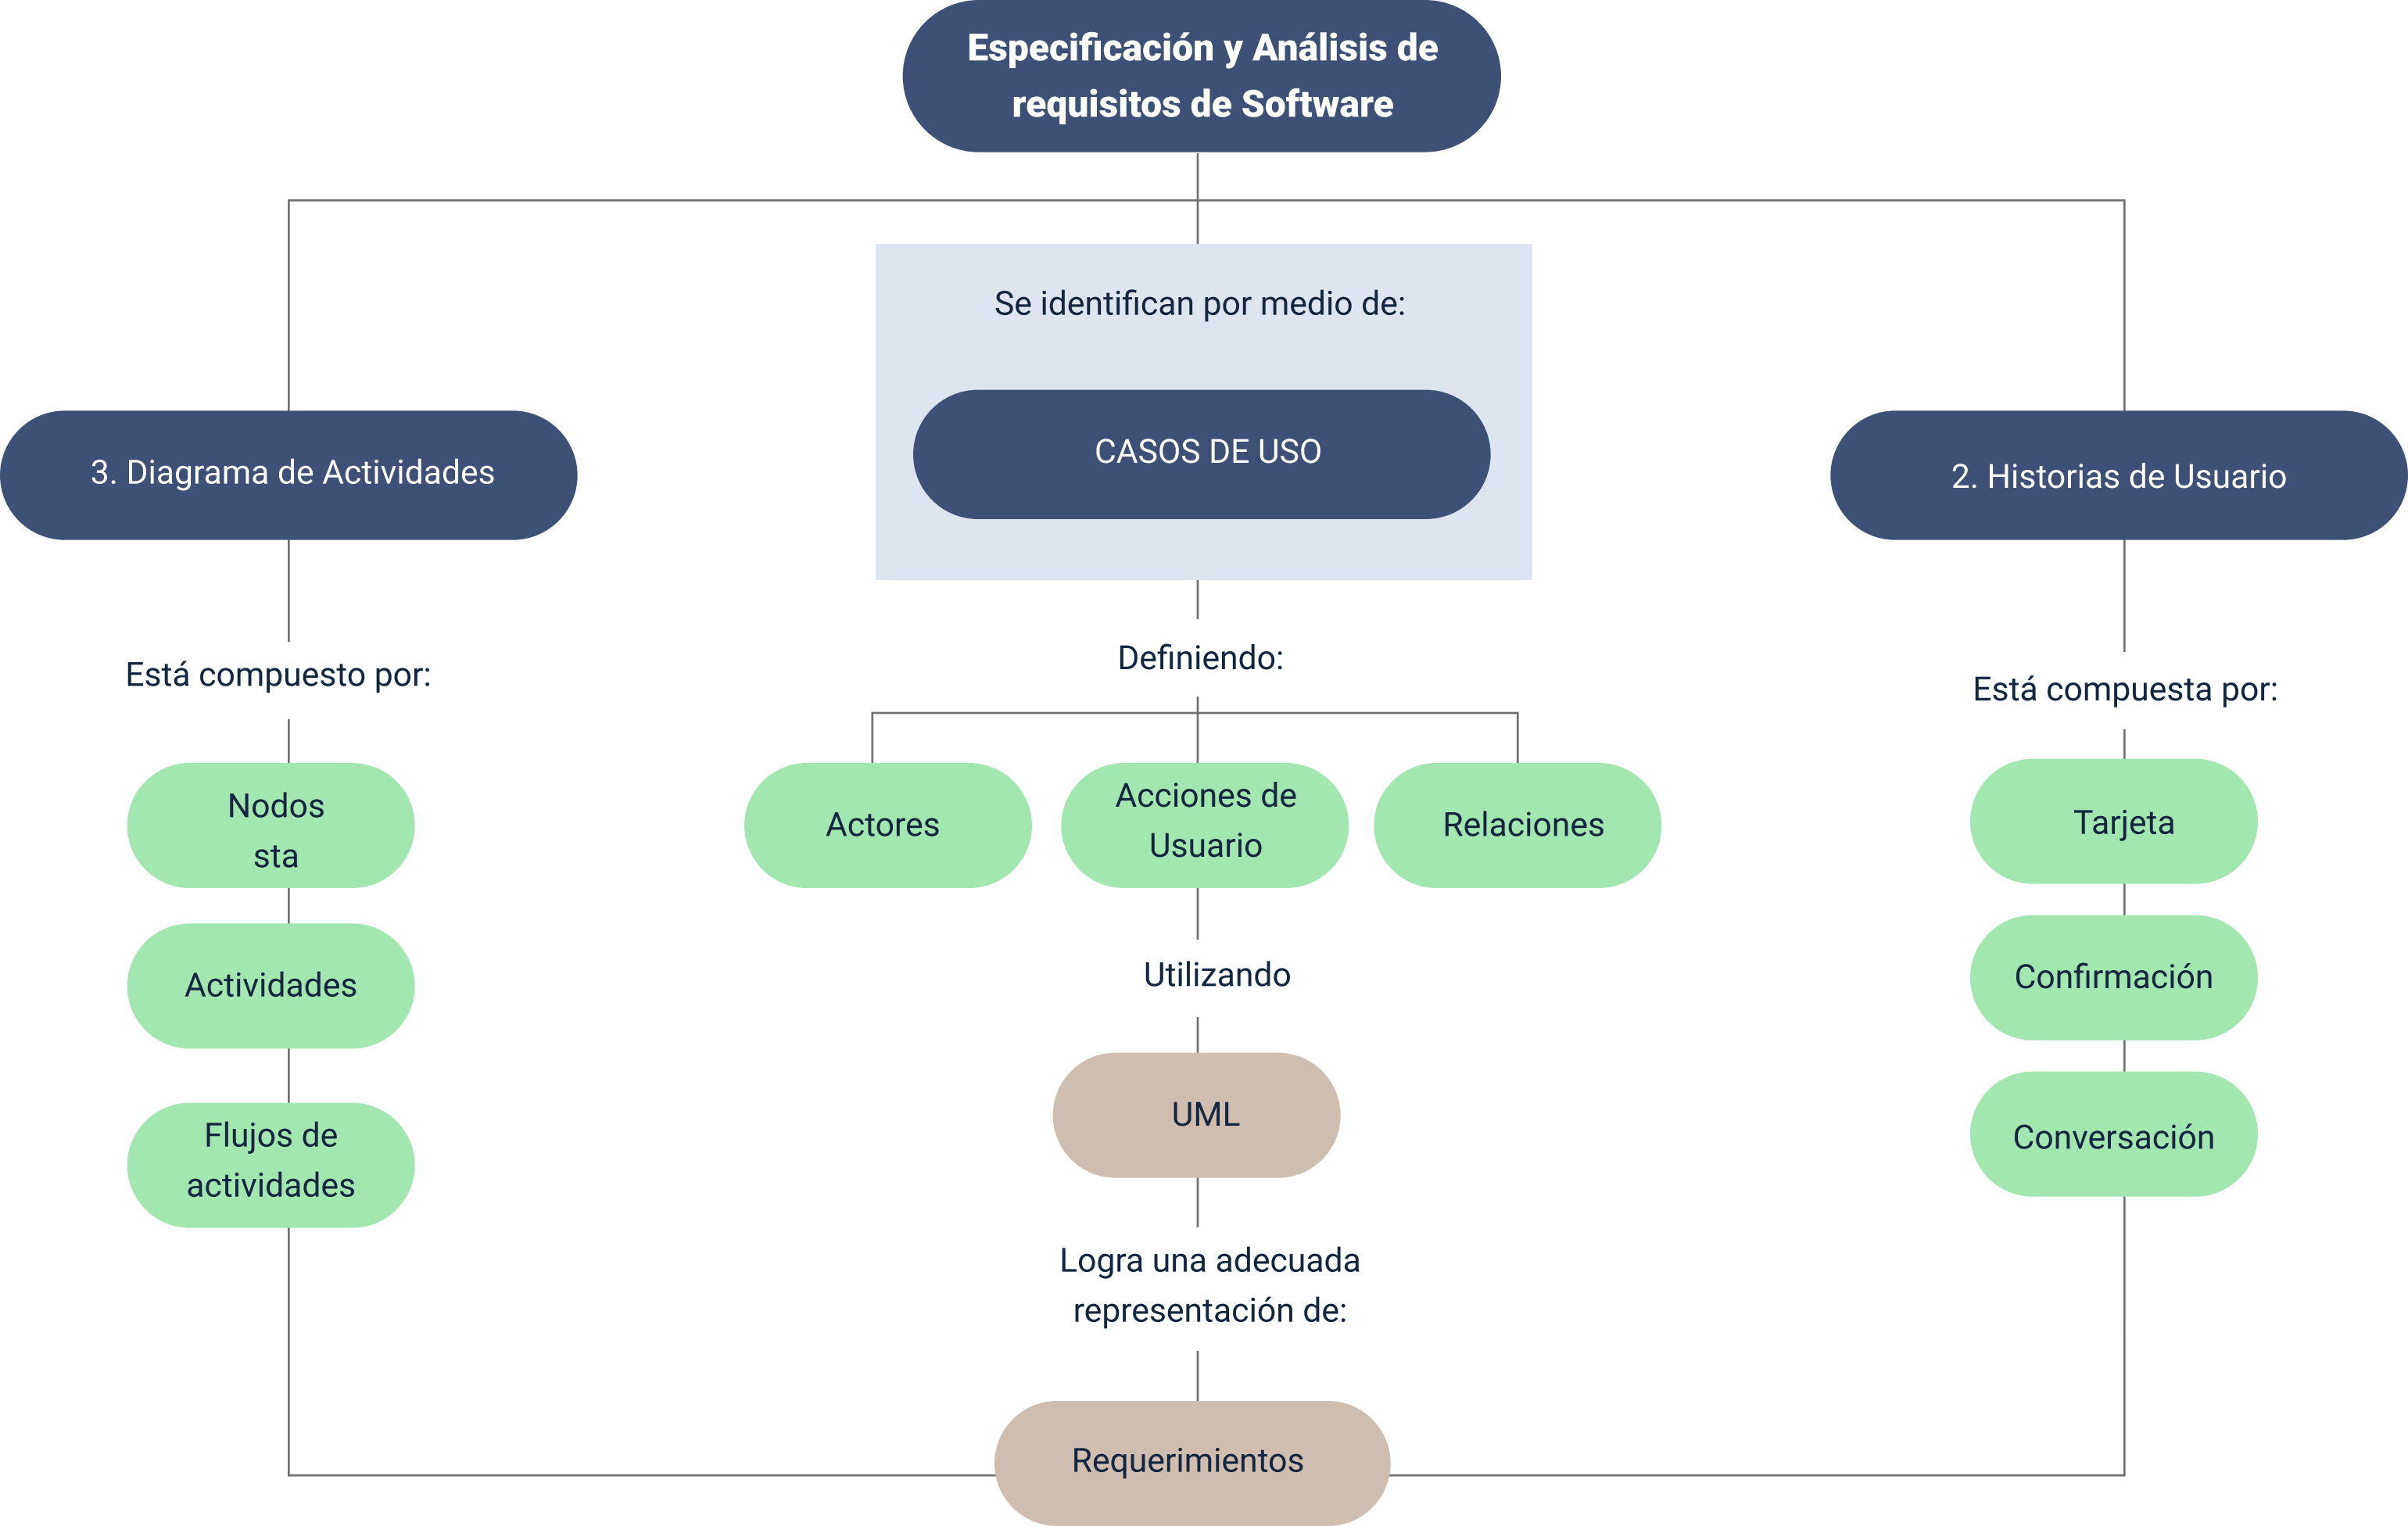 Especificación y Análisis de
requisitos de Software
Se identifican por medio de:
CASOS DE USO
3. Diagrama de Actividades
2. Historias de Usuario
Está compuesto por:
Definiendo:
Está compuesta por:
Nodos
sta
Actividades
Flujos de
actividades
Actores
Acciones de
Usuario
Relaciones
Utilizando
UML
Logra una adecuada
representación de:
Requerimientos
Tarjeta
Confirmación
Conversación